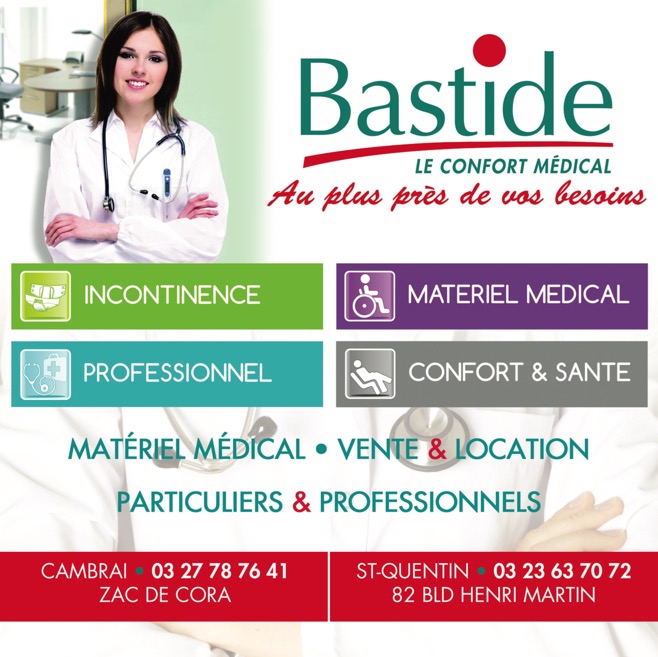 Bastide
LE CONFORT MÉDICAL
Au plus près de vos besoins
INCONTINENCE
MATERIEL MEDICAL
PROFESSIONNEL
CONFORT & SANTE
MATÉRIEL MÉDICAL • VENTE & LOCATION
PARTICULIERS & PROFESSIONNELS
CAMBRAI • 03 27 78 76 41
ZAC DE CORA
ST-QUENTIN • 03 23 63 70 72
82 BLD HENRI MARTIN